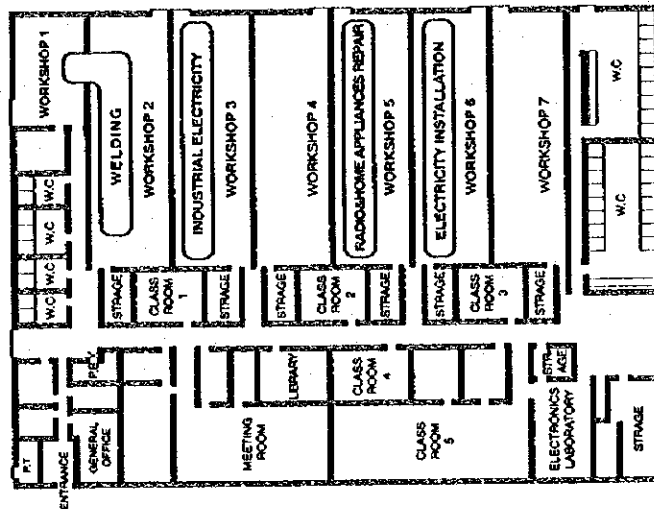 WORKSHOP 1
W.C
W.C
W.C
W.C
WELDING
WORKSHOP 2
INDUSTRIAL ELECTRICITY
WORKSHOP 3
WORKSHOP 4
RADIO&HOME APPLIANCES REPAIR
WORKSHOP 5
ELECTRICITY INSTALLATION
WORKSHOP 6
WORKSHOP 7
W.C
W.C
STRAGE
CLASS
ROOM
1
STRAGE
STRAGE
CLASS
ROOM
2
STRAGE
STRAGE
CLASS
ROOM
3
STRAGE
P.T
ENTRANCE
GENERAL
OFFICE
P.E.Y
MEETING
ROOM
LIBRARY
CLASS
ROOM
4
CLASS
ROOM
5
ELECTRONICS
LABORATORY
STR
AGE
STRAGE